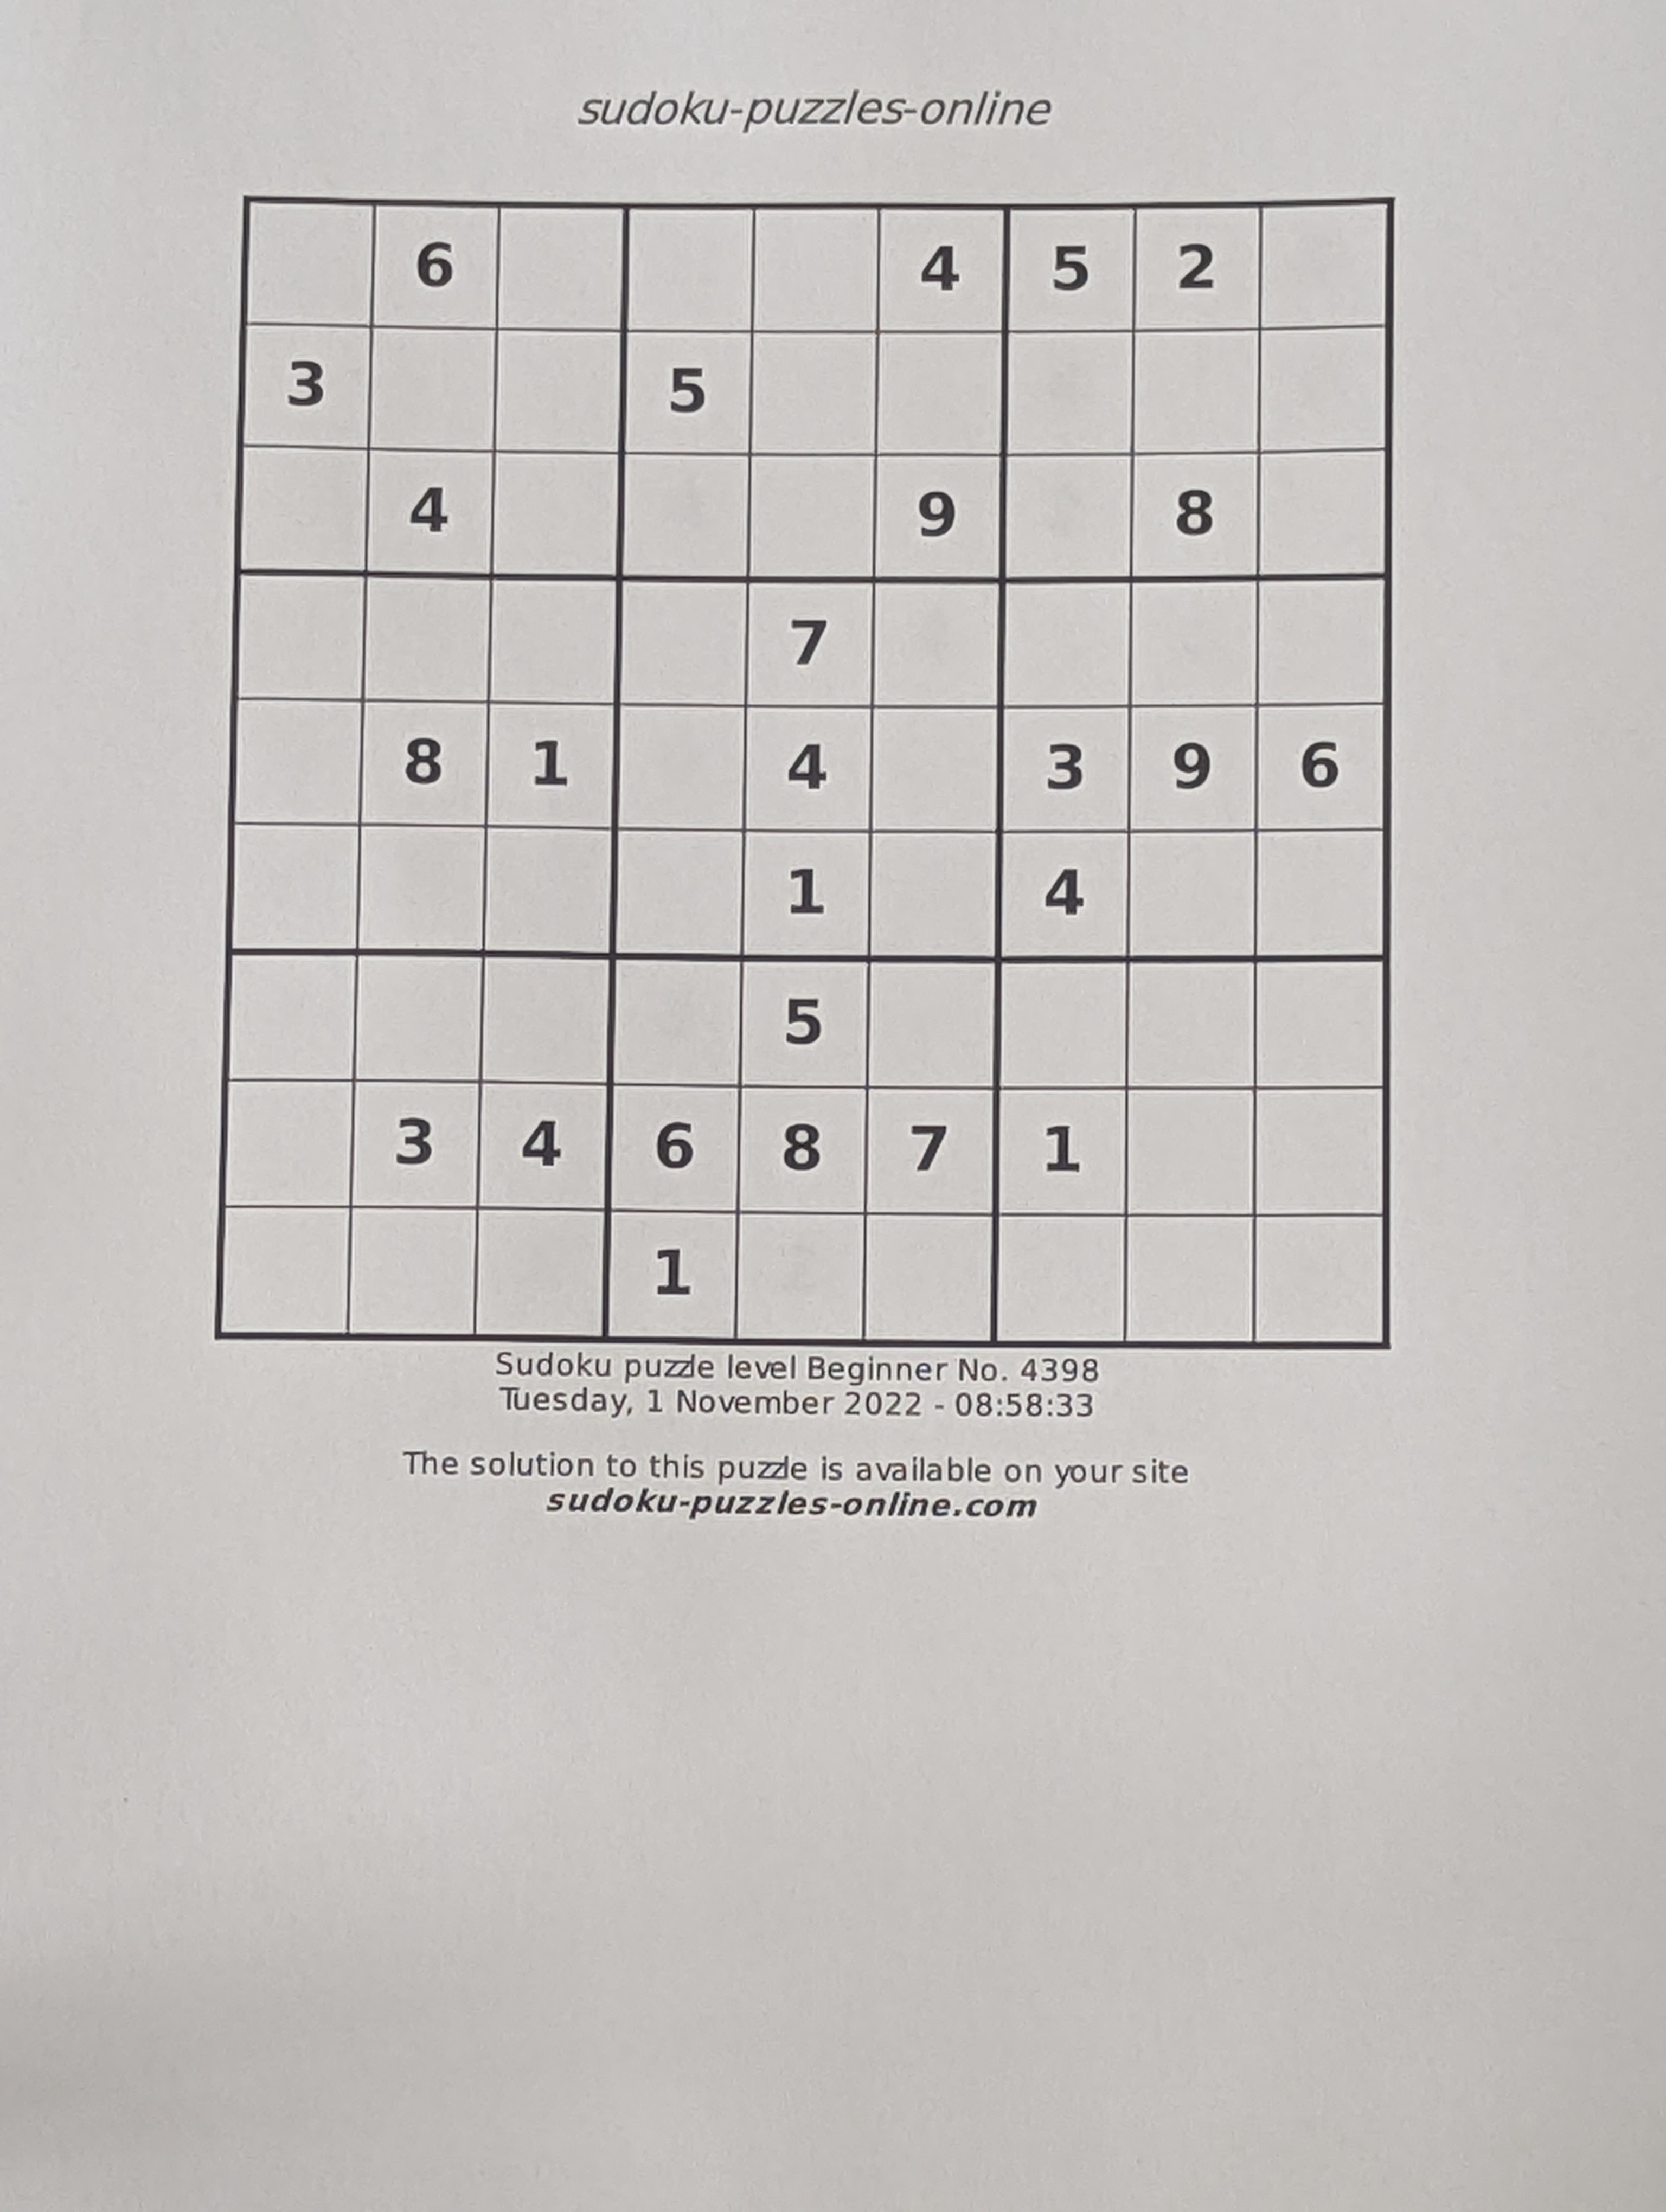 sudoku-puzzles-online
6 4 5 2
3 5
4 9 8
7
8 1 4 3 9 6
1 4
5
3 4 6 8 7 1
1
Sudoku puzzle level Beginner No. 4398
Tuesday, 1 November 2022 - 08:58:33
The solution to this puzzle is available on your site
sudoku-puzzles-online.com